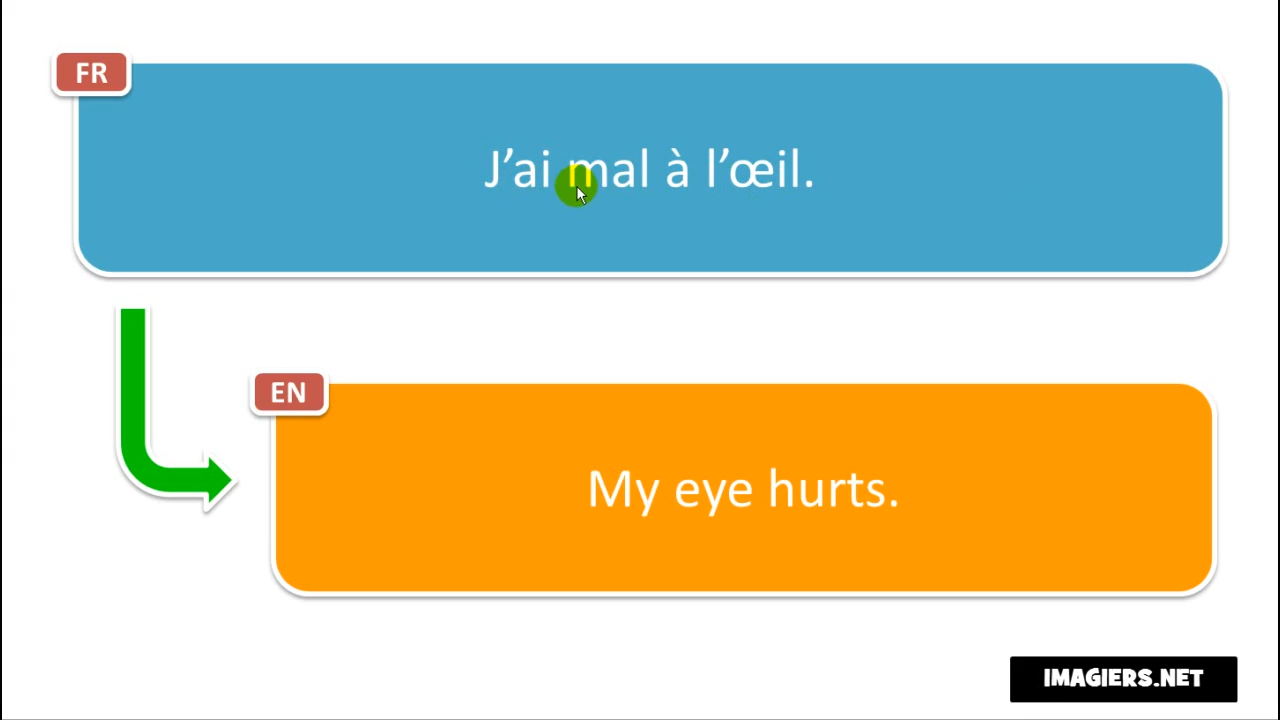 FR
J’ai mal à l’œil.
EN
My eye hurts.
IMAGIERS.NET